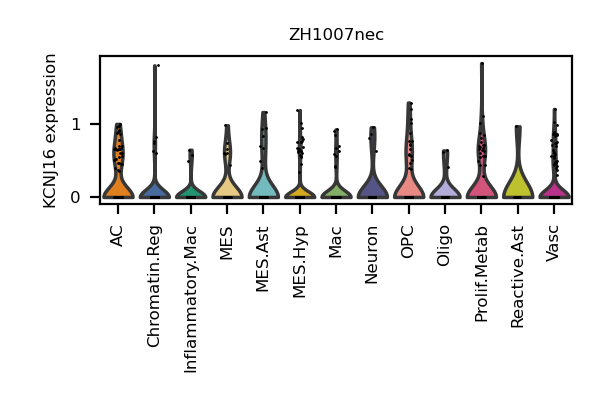 ZH1007nec
KCNJ16 expression
1
0
AC
Chromatin.Reg
Inflammatory.Mac
MES
MES.Ast
MES.Hyp
Mac
Neuron
OPC
Oligo
Prolif.Metab
Reactive.Ast
Vasc